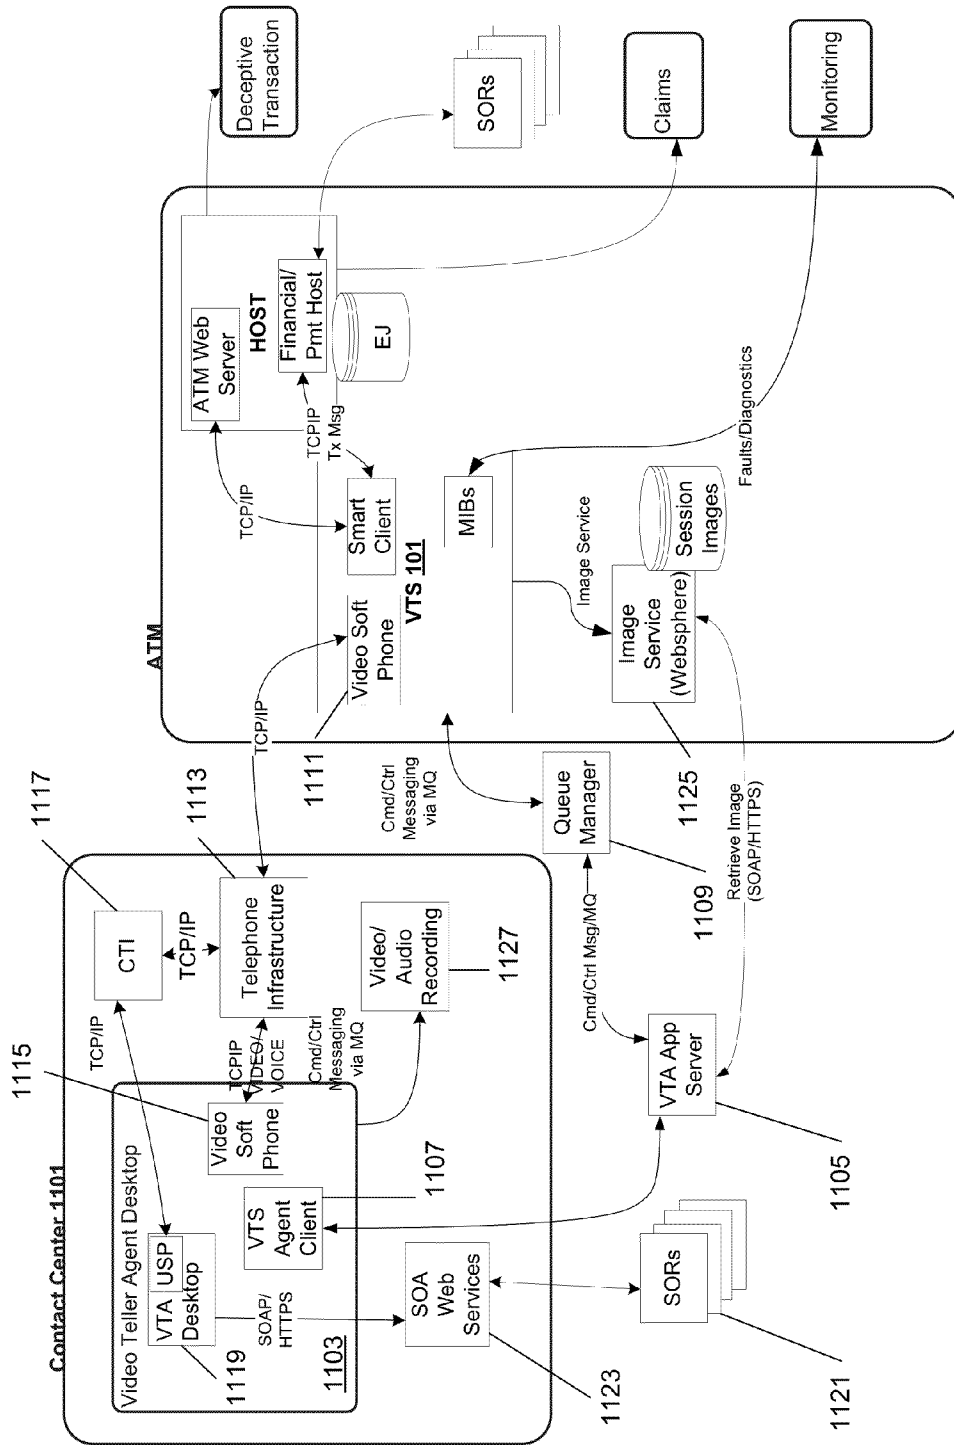 Contact Center 1101
Video Teller Agent Desktop
VTA
USP
Desktop
1119
SOAP/
HTTPS
1103
VTS
Agent
Client
1107
Video
Soft
Phone
1115
TCP/IP
CTI
1117
TCP/IP
Telephone
Infrastructure
1113
TCPIP
VIDEO/
VOICE
Cmd/Ctrl
Messaging
via MQ
Video/
Audio
Recording
1127
SOA
Web
Services
1123
SORs
1121
VTA App
Server
1105
Cmd/Ctrl Msg/MQ
Queue
Manager
1109
Cmd/Ctrl
Messaging
via MQ
Retrieve Image
(SOAP/HTTPS)
TCP/IP
ATM
1111
Video Soft
Phone
VTS 101
Smart
Client
MIBs
TCP/IP
TCPIP
Tx Msg
ATM Web
Server
HOST
Financial/
Pmt Host
EJ
Image Service
Image
Service
(Websphere)
1125
Session
Images
Faults/Diagnostics
Deceptive
Transaction
SORs
Claims
Monitoring